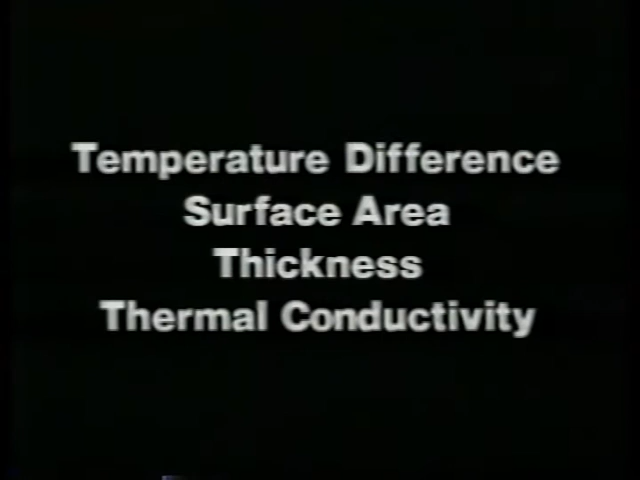 Temperature Difference
Surface Area
Thickness
Thermal Conductivity